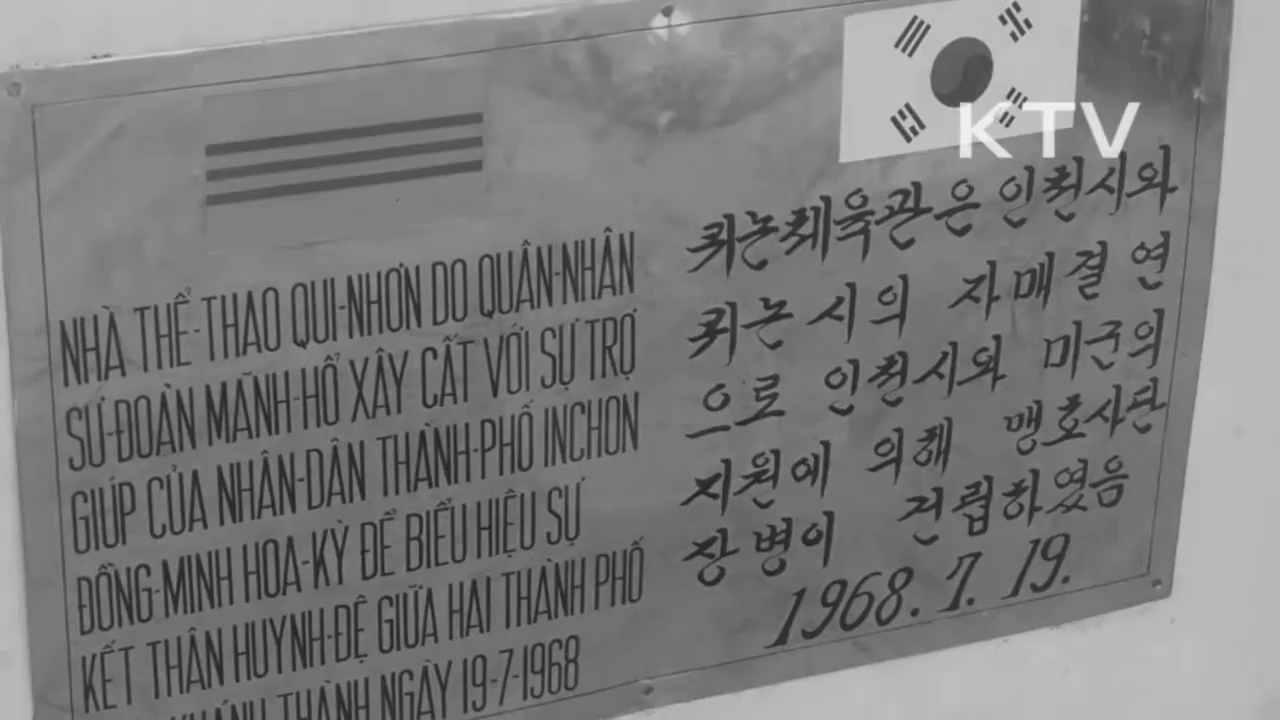 KTV
NHÀ THỂ-THAO QUI-NHƠN DO QUÂN-NHÂN
SƯ-ĐOÀN MÃNH-HỔ XÂY CẤT VỚI SỰ TRỢ
GIÚP CỦA NHÂN-DÂN THÀNH-PHỐ INCHON
ĐỒNG-MINH HOA-KỲ ĐỂ BIỂU HIỆU SỰ
KẾT THÂN HUYNH-ĐỆ GIỮA HAI THÀNH PHỐ
KHÁNH THÀNH NGÀY 19-7-1968
퀴논체육관은 인천시와
퀴논시의 자매결연
으로 인천시와 미군의
지원에 의해 맹호사단
장병이 건립하였음
1968. 7. 19.